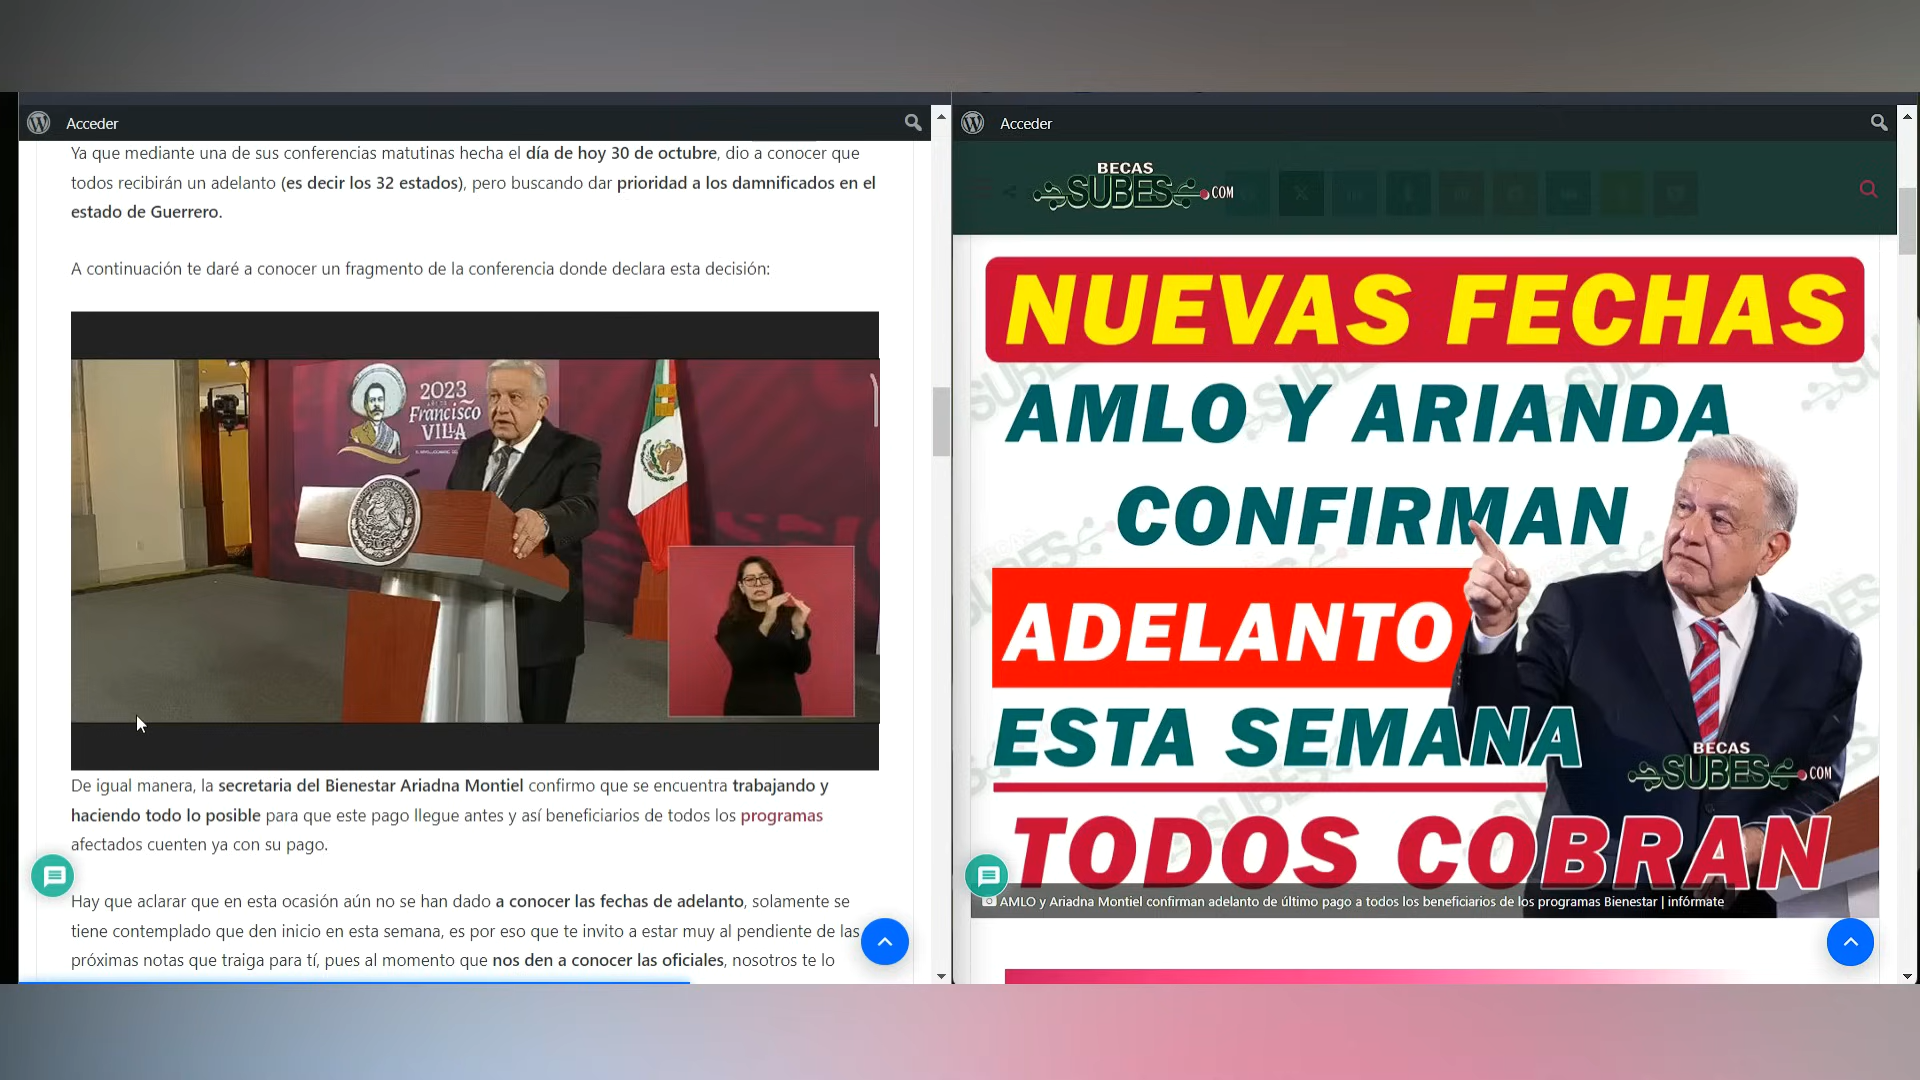 Acceder
Ya que mediante una de sus conferencias matutinas hecha el día de hoy 30 de octubre, dio a conocer que
todos recibirán un adelanto (es decir los 32 estados), pero buscando dar prioridad a los damnificados en el
estado de Guerrero.
A continuación te daré a conocer un fragmento de la conferencia donde declara esta decisión:
2023
Francisco
VILLA
De igual manera, la secretaria del Bienestar Ariadna Montiel confirmo que se encuentra trabajando y
haciendo todo lo posible para que este pago llegue antes y así beneficiarios de todos los programas
afectados cuenten ya con su pago.
Hay que aclarar que en esta ocasión aún no se han dado a conocer las fechas de adelanto, solamente se
tiene contemplado que den inicio en esta semana, es por eso que te invito a estar muy al pendiente de las
próximas notas que traiga para tí, pues al momento que nos den a conocer las oficiales, nosotros te lo
Acceder
BECAS
SUBES.COM
NUEVAS FECHAS
AMLO Y ARIANDA
CONFIRMAN
ADELANTO
ESTA SEMANA
BECAS
SUBES.COM
TODOS COBRAN
AMLO y Ariadna Montiel confirman adelanto de último pago a todos los beneficiarios de los programas Bienestar | infórmate